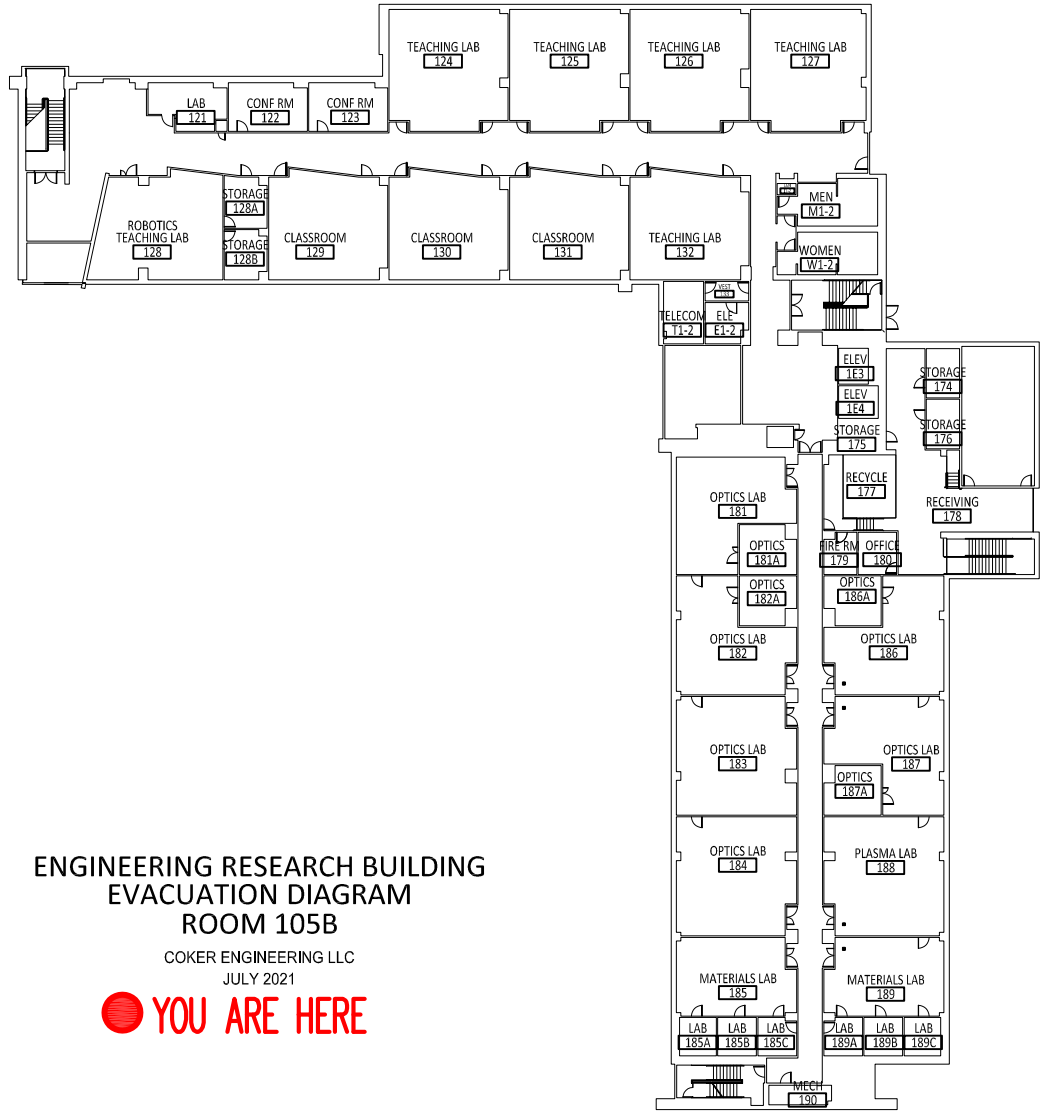 TEACHING LAB
124
TEACHING LAB
125
TEACHING LAB
126
TEACHING LAB
127
LAB
121
CONF RM
122
CONF RM
123
ROBOTICS
TEACHING LAB
128
STORAGE
128A
STORAGE
128B
CLASSROOM
129
CLASSROOM
130
CLASSROOM
131
TEACHING LAB
132
MEN
M1-2
WOMEN
W1-2
VEST
TELECOM
T1-2
ELE
E1-2
ELEV
1E3
ELEV
1E4
STORAGE
175
STORAGE
174
STORAGE
176
RECYCLE
177
RECEIVING
178
FIRE RM
179
OFFICE
180
OPTICS LAB
181
OPTICS
181A
OPTICS
182A
OPTICS LAB
182
OPTICS
186A
OPTICS LAB
186
OPTICS LAB
183
OPTICS LAB
187
OPTICS
187A
OPTICS LAB
184
PLASMA LAB
188
MATERIALS LAB
185
MATERIALS LAB
189
LAB
185A
LAB
185B
LAB
185C
LAB
189A
LAB
189B
LAB
189C
MECH
190
ENGINEERING RESEARCH BUILDING
EVACUATION DIAGRAM
ROOM 105B
COKER ENGINEERING LLC
JULY 2021
YOU ARE HERE